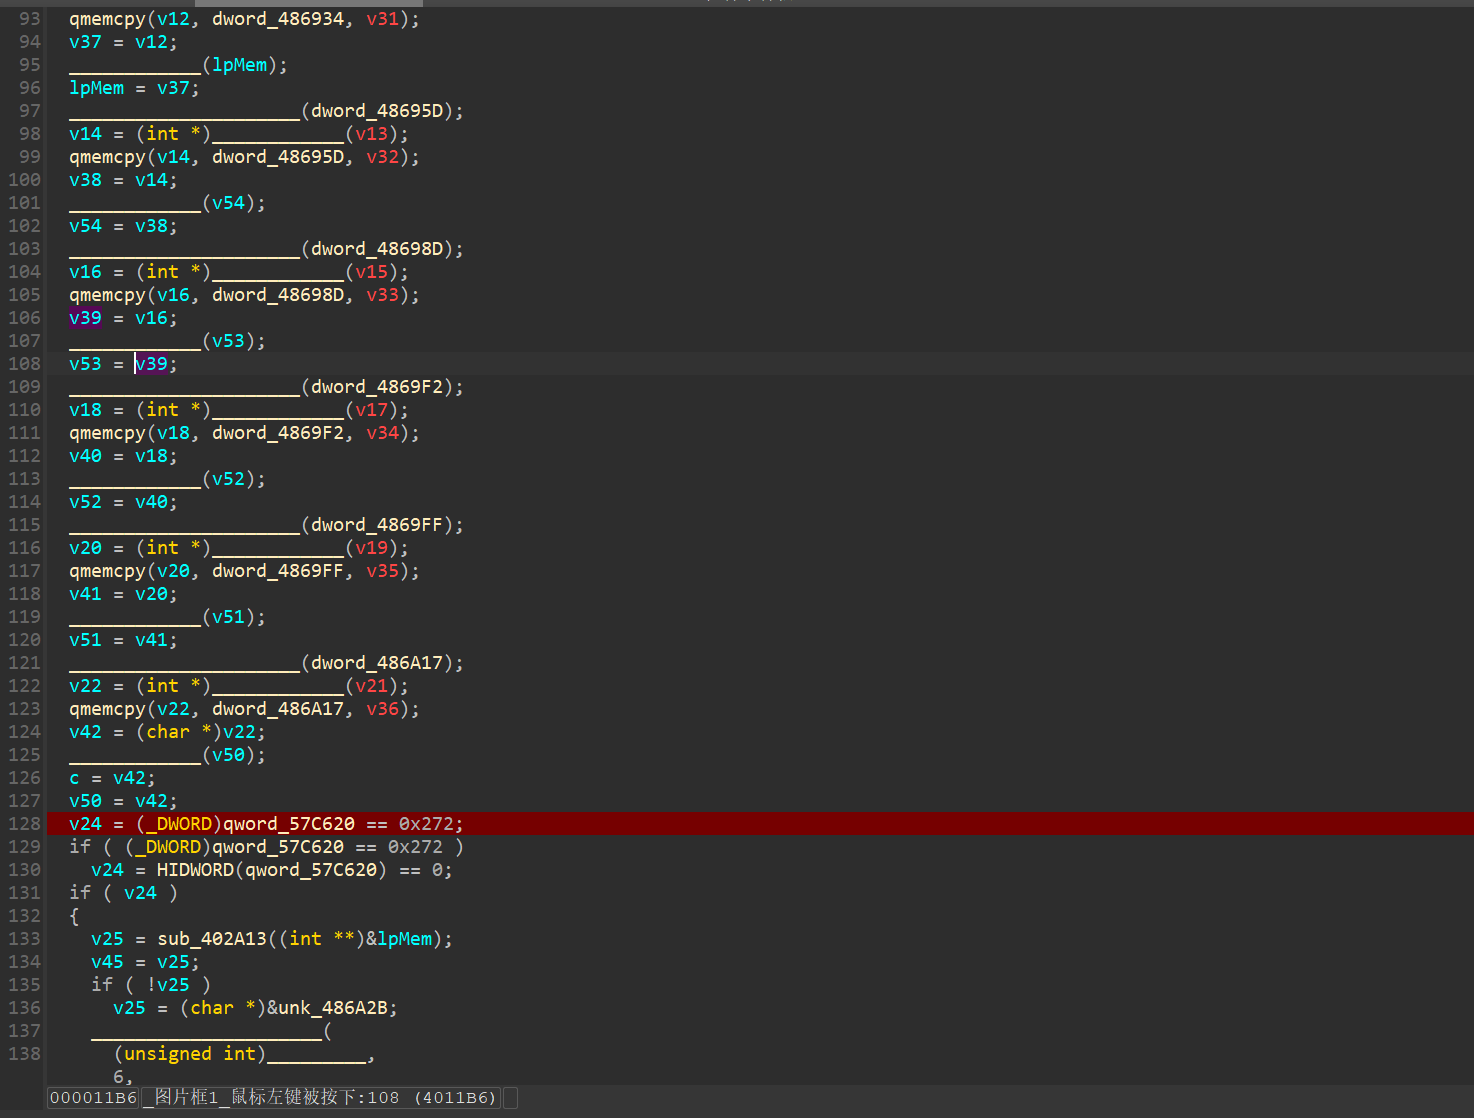 93 qmemcpy(v12, dword_486934, v31);
94 v37 = v12;
95 ____________(lpMem);
96 lpMem = v37;
97 _____________________(dword_48695D);
98 v14 = (int *)____________(v13);
99 qmemcpy(v14, dword_48695D, v32);
100 v38 = v14;
101 ____________(v54);
102 v54 = v38;
103 _____________________(dword_48698D);
104 v16 = (int *)____________(v15);
105 qmemcpy(v16, dword_48698D, v33);
106 v39 = v16;
107 ____________(v53);
108 v53 = v39;
109 _____________________(dword_4869F2);
110 v18 = (int *)____________(v17);
111 qmemcpy(v18, dword_4869F2, v34);
112 v40 = v18;
113 ____________(v52);
114 v52 = v40;
115 _____________________(dword_4869FF);
116 v20 = (int *)____________(v19);
117 qmemcpy(v20, dword_4869FF, v35);
118 v41 = v20;
119 ____________(v51);
120 v51 = v41;
121 _____________________(dword_486A17);
122 v22 = (int *)____________(v21);
123 qmemcpy(v22, dword_486A17, v36);
124 v42 = (char *)v22;
125 ____________(v50);
126 c = v42;
127 v50 = v42;
128 v24 = (_DWORD)qword_57C620 == 0x272;
129 if ( (_DWORD)qword_57C620 == 0x272 )
130 v24 = HIDWORD(qword_57C620) == 0;
131 if ( v24 )
132 {
133 v25 = sub_402A13((int **)&lpMem);
134 v45 = v25;
135 if ( !v25 )
136 v25 = (char *)&unk_486A2B;
137 _____________________(
138 (unsigned int)_________,
6,
000011B6 _图片框1_鼠标左键被按下:108 (4011B6)